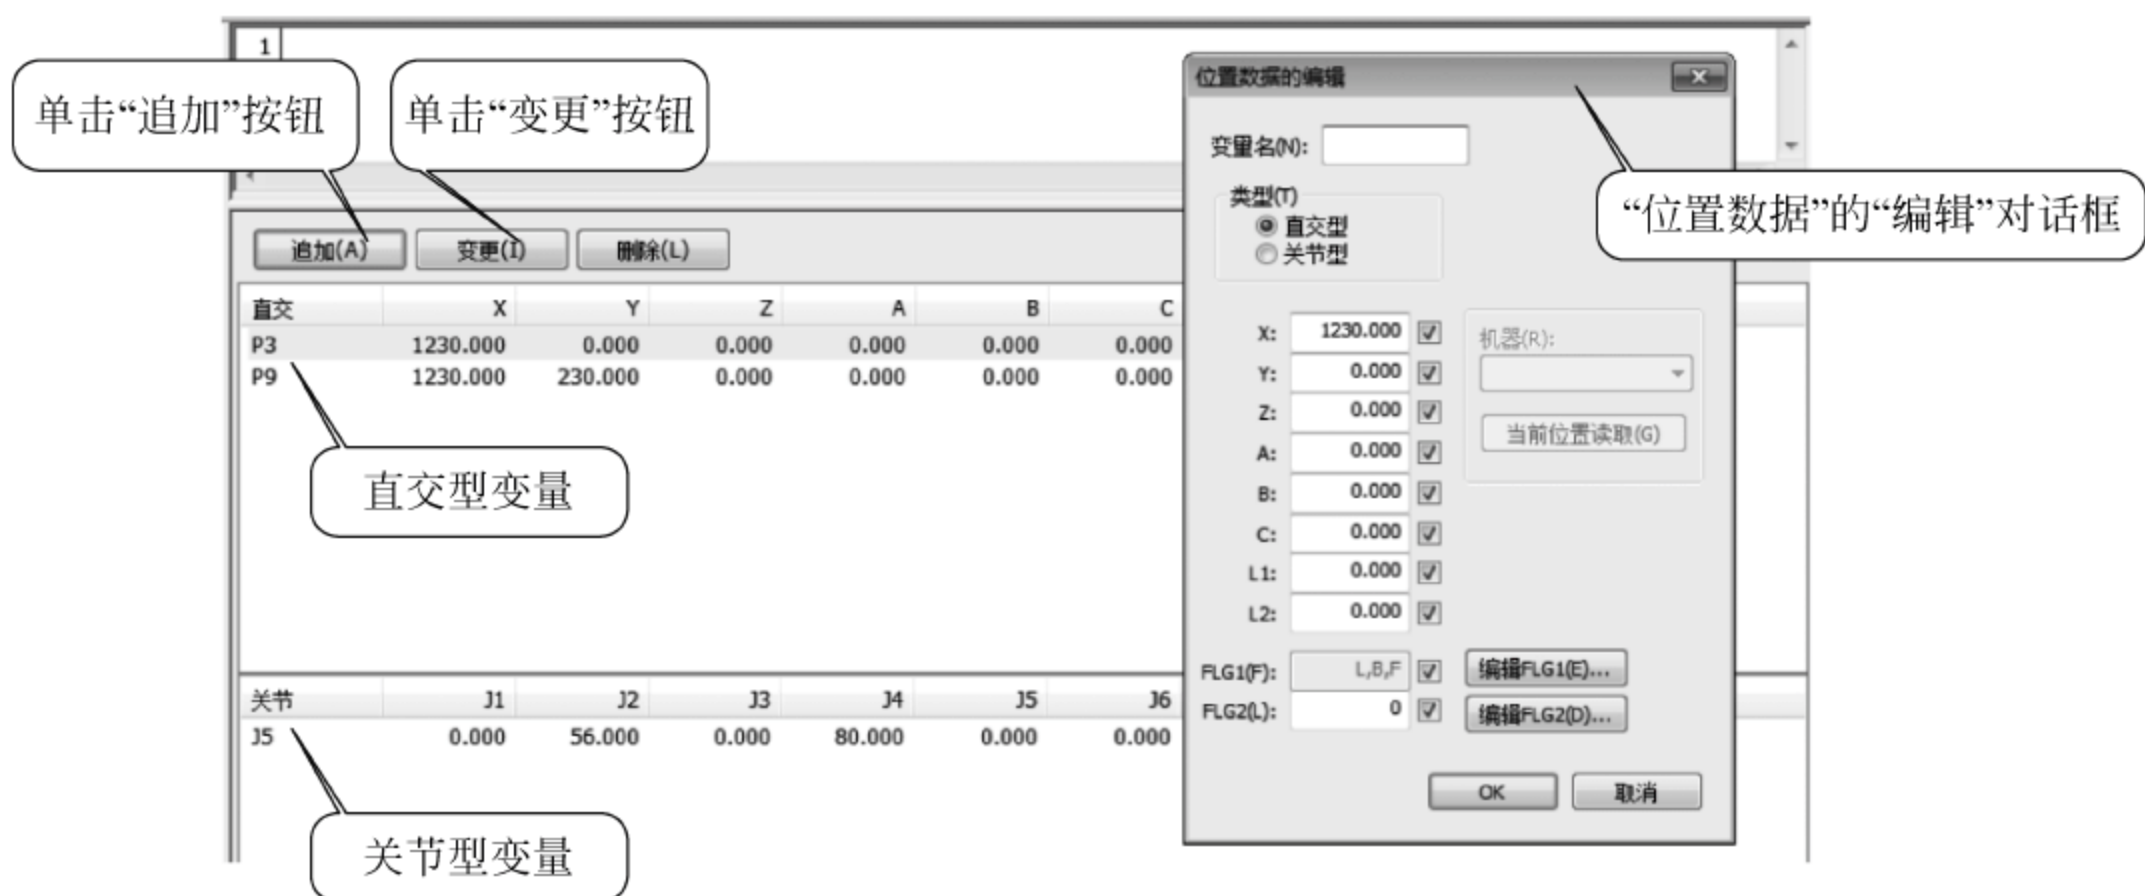 1
单击“追加”按钮
单击“变更”按钮
追加(A) 变更(I) 删除(L)
直交 X Y Z A B C
P3 1230.000 0.000 0.000 0.000 0.000 0.000
P9 1230.000 230.000 0.000 0.000 0.000 0.000
直交型变量
关节 J1 J2 J3 J4 J5 J6
J5 0.000 56.000 0.000 80.000 0.000 0.000
关节型变量
位置数据的编辑
变量名(N):
“位置数据”的“编辑”对话框
类型(T)
直交型
关节型
X: 1230.000
Y: 0.000
Z: 0.000
A: 0.000
B: 0.000
C: 0.000
L1: 0.000
L2: 0.000
机器(R):
当前位置读取(G)
FLG1(F): L,B,F 编辑FLG1(E)...
FLG2(L): 0 编辑FLG2(D)...
OK 取消